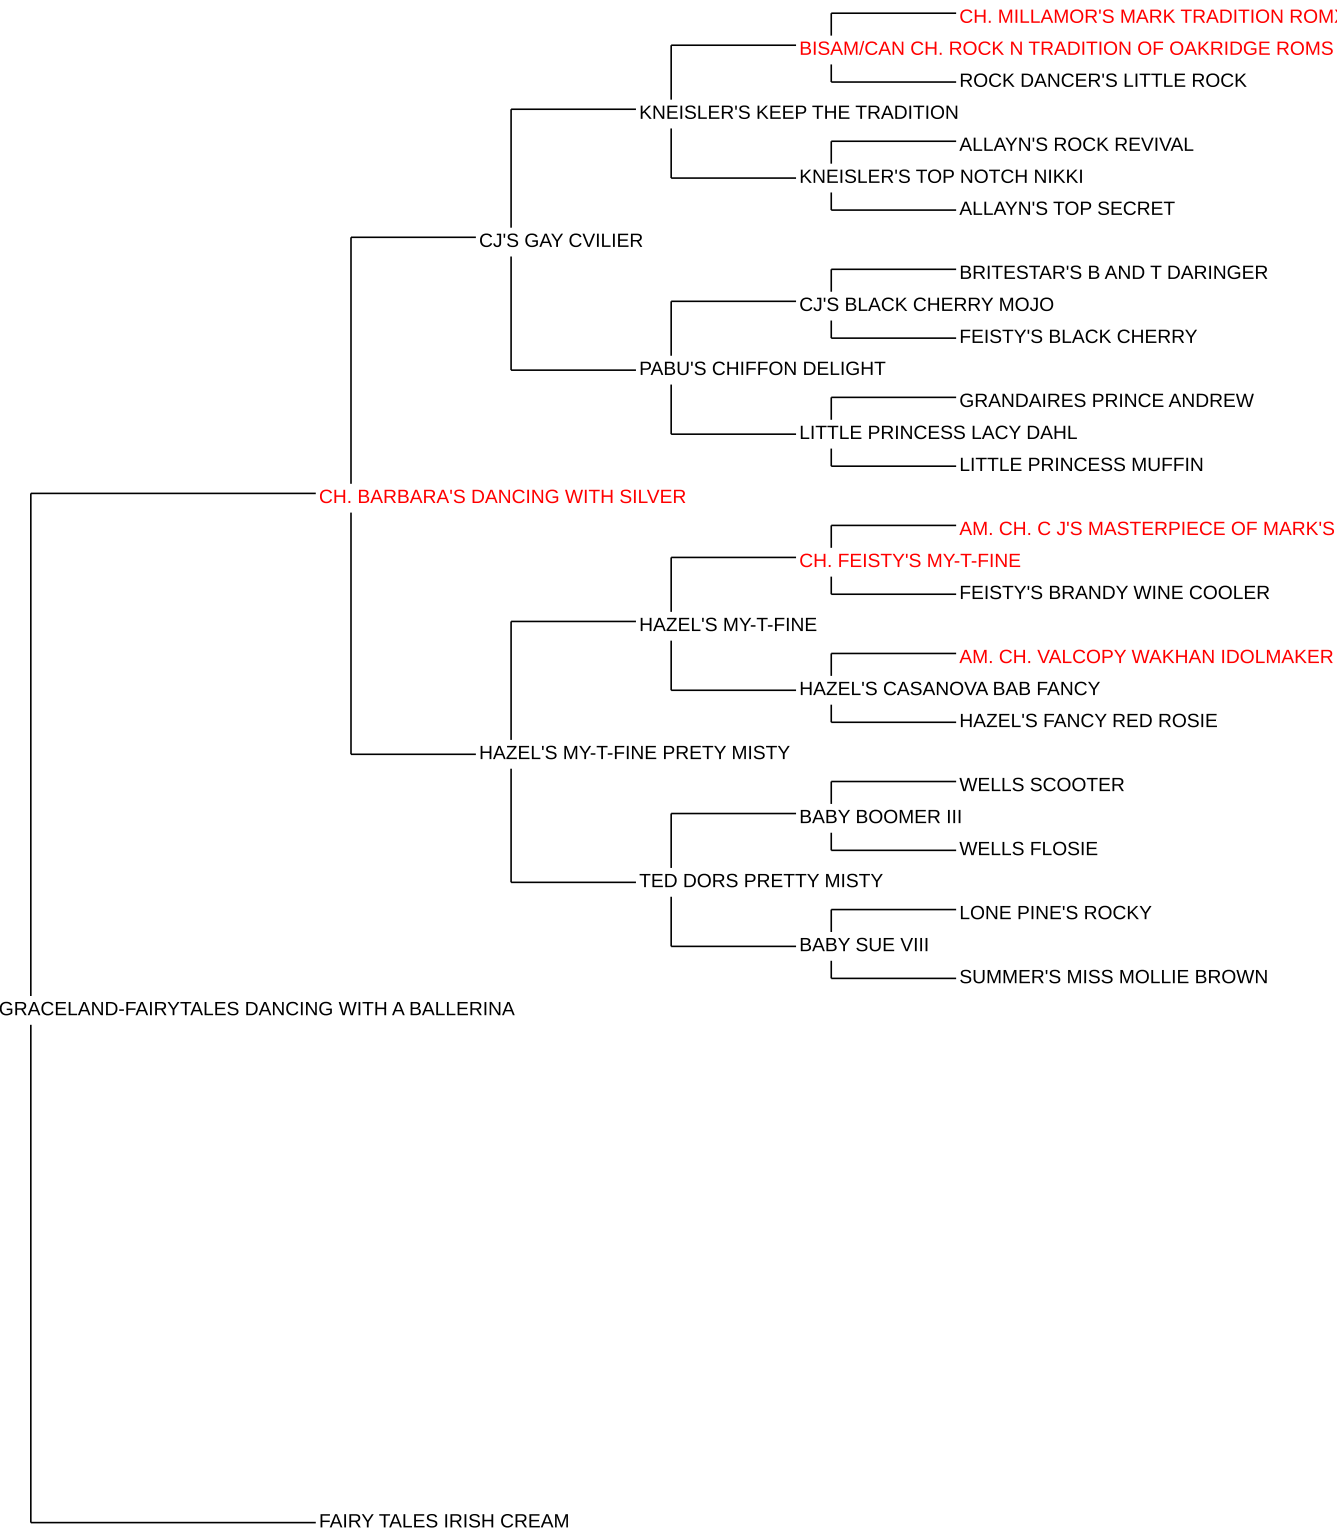 CH. MILLAMOR'S MARK TRADITION ROMX
BISAM/CAN CH. ROCK N TRADITION OF OAKRIDGE ROMS
ROCK DANCER'S LITTLE ROCK
KNEISLER'S KEEP THE TRADITION
ALLAYN'S ROCK REVIVAL
KNEISLER'S TOP NOTCH NIKKI
ALLAYN'S TOP SECRET
CJ'S GAY CVILIER
BRITESTAR'S B AND T DARINGER
CJ'S BLACK CHERRY MOJO
FEISTY'S BLACK CHERRY
PABU'S CHIFFON DELIGHT
GRANDAIRES PRINCE ANDREW
LITTLE PRINCESS LACY DAHL
LITTLE PRINCESS MUFFIN
CH. BARBARA'S DANCING WITH SILVER
AM. CH. C J'S MASTERPIECE OF MARK'S
CH. FEISTY'S MY-T-FINE
FEISTY'S BRANDY WINE COOLER
HAZEL'S MY-T-FINE
AM. CH. VALCOPY WAKHAN IDOLMAKER
HAZEL'S CASANOVA BAB FANCY
HAZEL'S FANCY RED ROSIE
HAZEL'S MY-T-FINE PRETY MISTY
WELLS SCOOTER
BABY BOOMER III
WELLS FLOSIE
TED DORS PRETTY MISTY
LONE PINE'S ROCKY
BABY SUE VIII
SUMMER'S MISS MOLLIE BROWN
GRACELAND-FAIRYTALES DANCING WITH A BALLERINA
FAIRY TALES IRISH CREAM